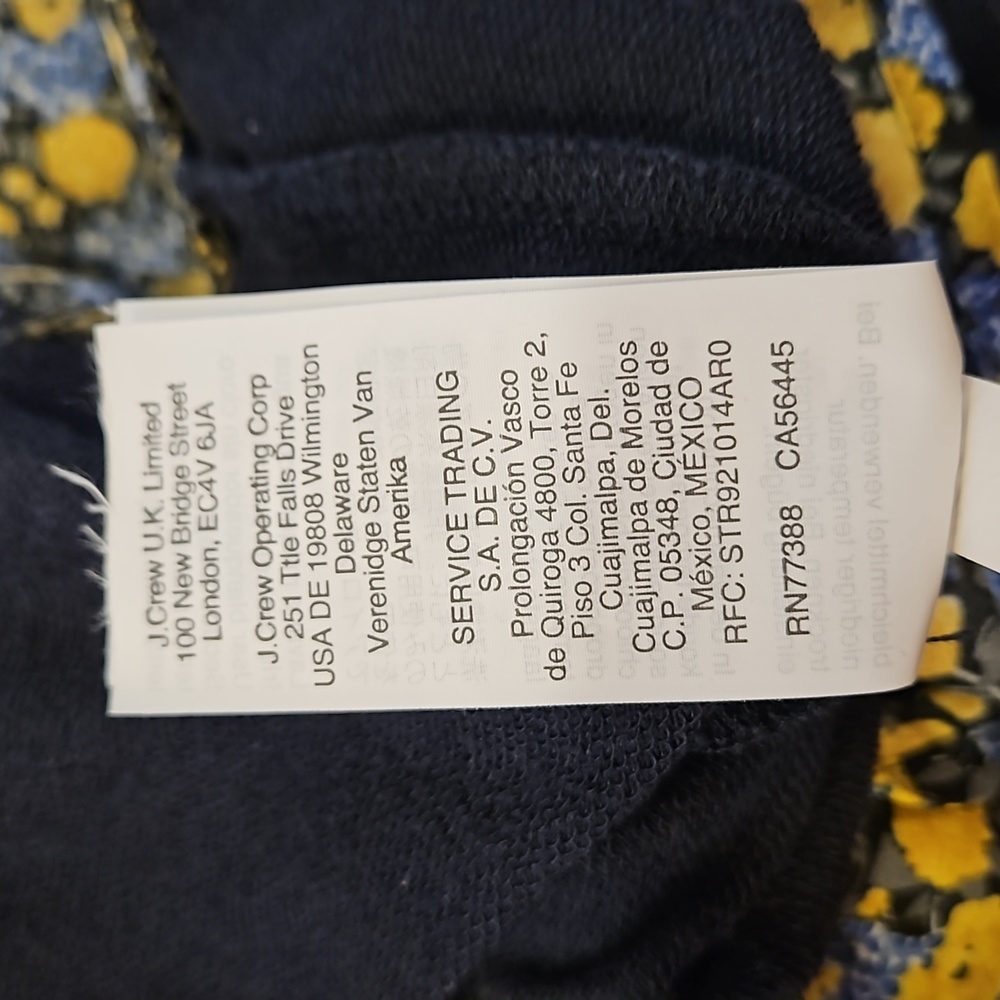 J.Crew U.K. Limited
100 New Bridge Street
London, EC4V 6JA
J.Crew Operating Corp
251 Ttle Falls Drive
USA DE 19808 Wilmington
Delaware
Verenidge Staten Van
Amerika
SERVICE TRADING
S.A. DE C.V.
Prolongación Vasco
de Quiroga 4800, Torre 2,
Piso 3 Col. Santa Fe
Cuajimalpa, Del.
Cuajimalpa de Morelos
C.P. 05348, Ciudad de
México, MÉXICO
RFC: STR921014AR0
RN77388 CA56445